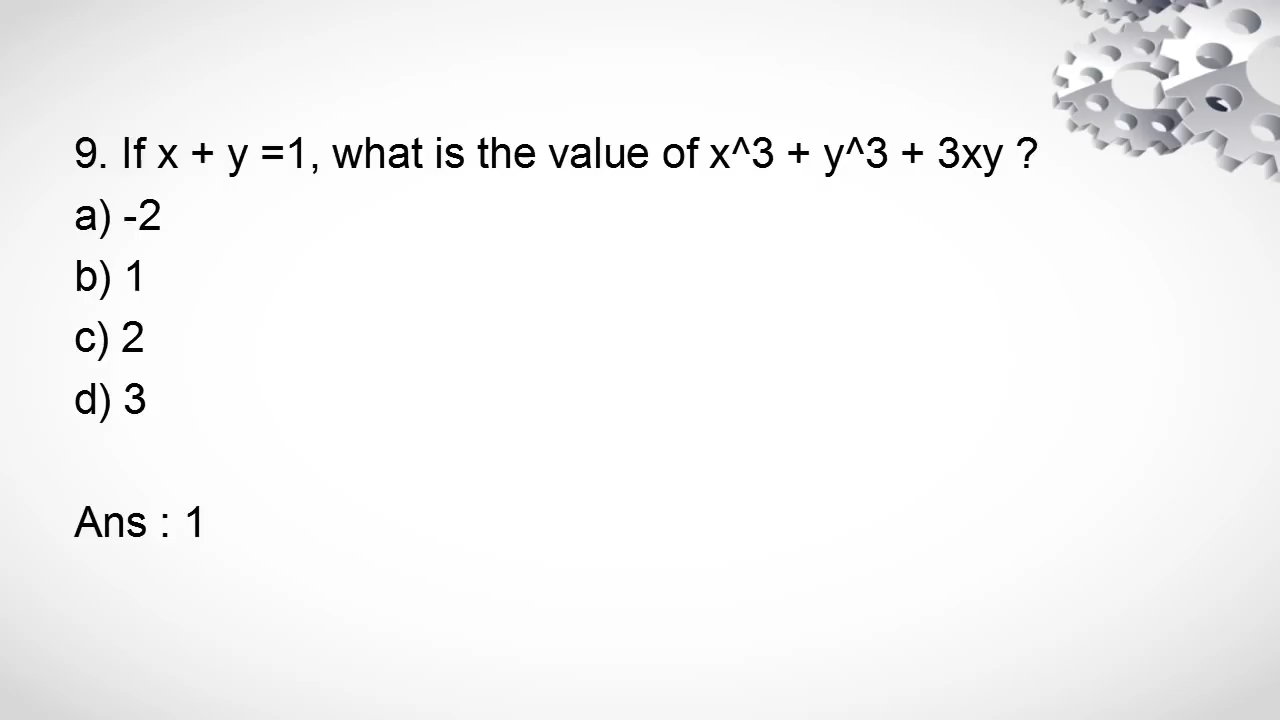 9. If x + y =1, what is the value of x^3 + y^3 + 3xy ?
a) -2
b) 1
c) 2
d) 3
Ans : 1